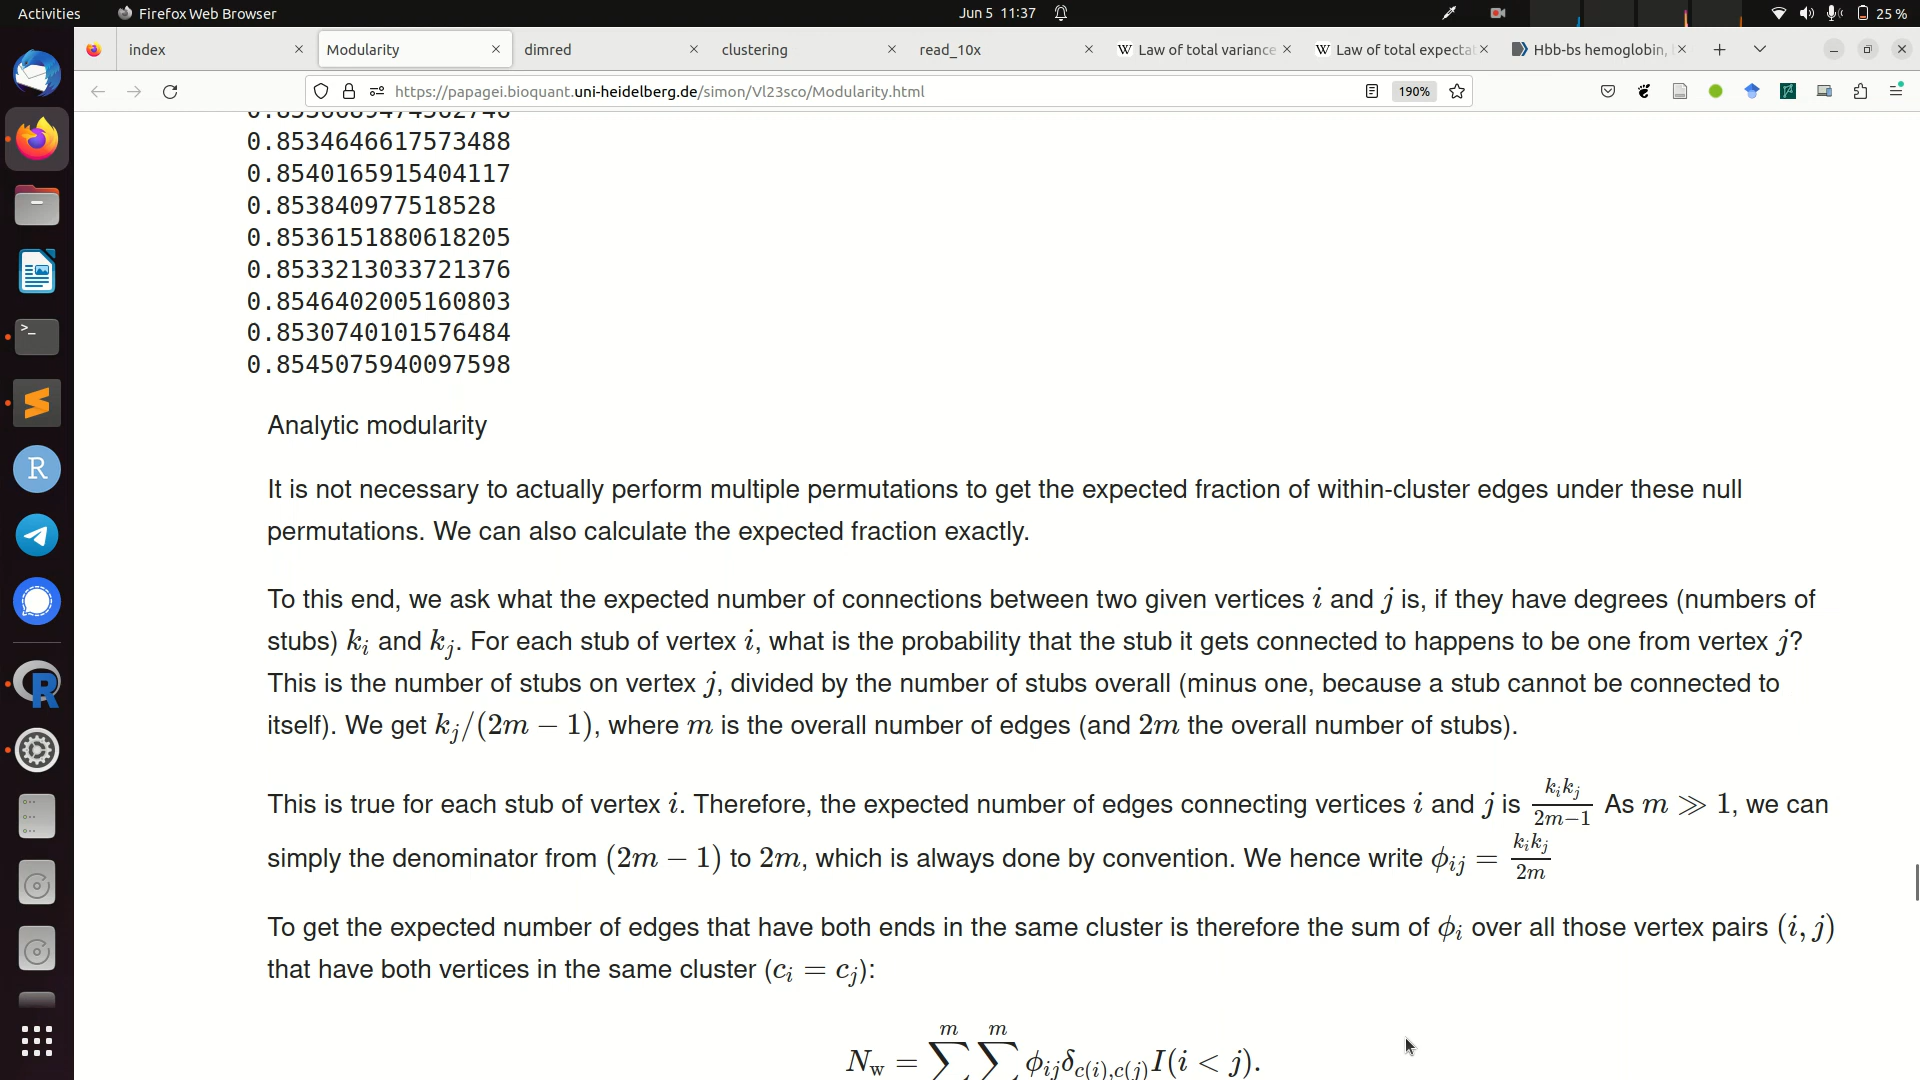 Activities Firefox Web Browser Jun 5 11:37 25 %
index Modularity dimred clustering read_10x Law of total variance Law of total expecta Hbb-bs hemoglobin,
https://papagei.bioquant.uni-heidelberg.de/simon/Vl23sco/Modularity.html 190%
0.8534646617573488
0.8540165915404117
0.853840977518528
0.8536151880618205
0.8533213033721376
0.8546402005160803
0.8530740101576484
0.8545075940097598
Analytic modularity
It is not necessary to actually perform multiple permutations to get the expected fraction of within-cluster edges under these null
permutations. We can also calculate the expected fraction exactly.
To this end, we ask what the expected number of connections between two given vertices i and j is, if they have degrees (numbers of
stubs) k_i and k_j. For each stub of vertex i, what is the probability that the stub it gets connected to happens to be one from vertex j?
This is the number of stubs on vertex j, divided by the number of stubs overall (minus one, because a stub cannot be connected to
itself). We get k_j/(2m − 1), where m is the overall number of edges (and 2m the overall number of stubs).
This is true for each stub of vertex i. Therefore, the expected number of edges connecting vertices i and j is k_i k_j / 2m−1 As m ≫ 1, we can
simply the denominator from (2m − 1) to 2m, which is always done by convention. We hence write ϕ_ij = k_i k_j / 2m
To get the expected number of edges that have both ends in the same cluster is therefore the sum of ϕ_i over all those vertex pairs (i, j)
that have both vertices in the same cluster (c_i = c_j):
N_w = ∑^m ∑^m ϕ_ij δ_c(i),c(j) I(i < j).